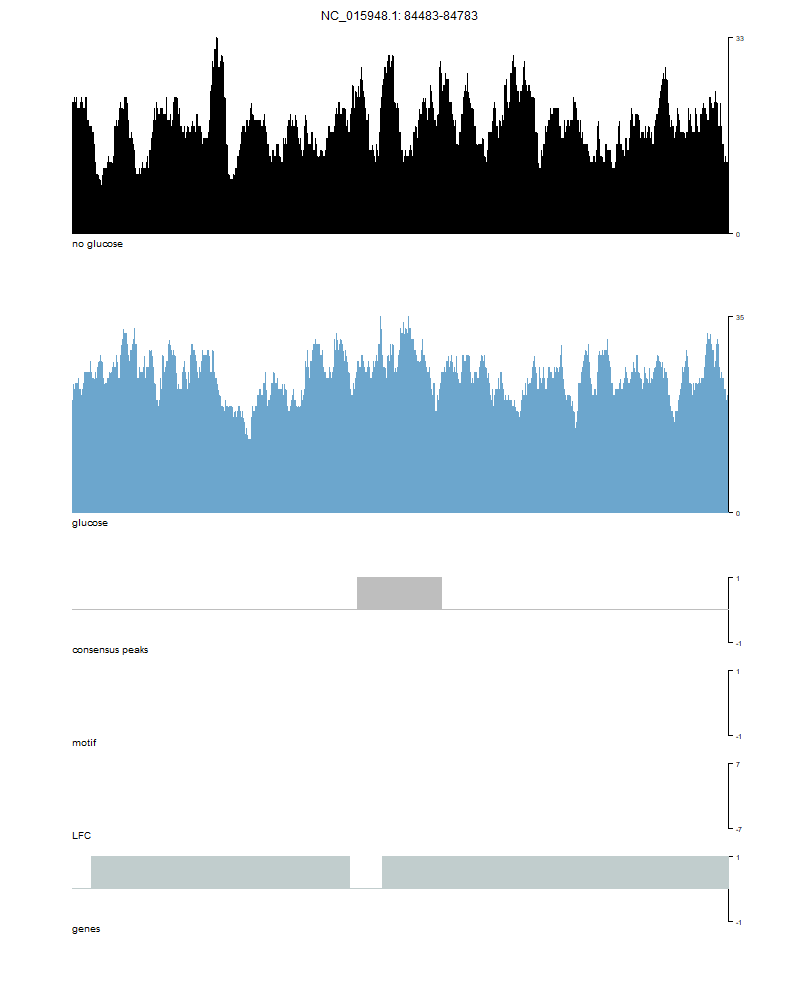 NC_015948.1: 84483-84783
33
0
no glucose
35
0
glucose
1
-1
consensus peaks
1
-1
motif
7
-7
LFC
1
-1
genes